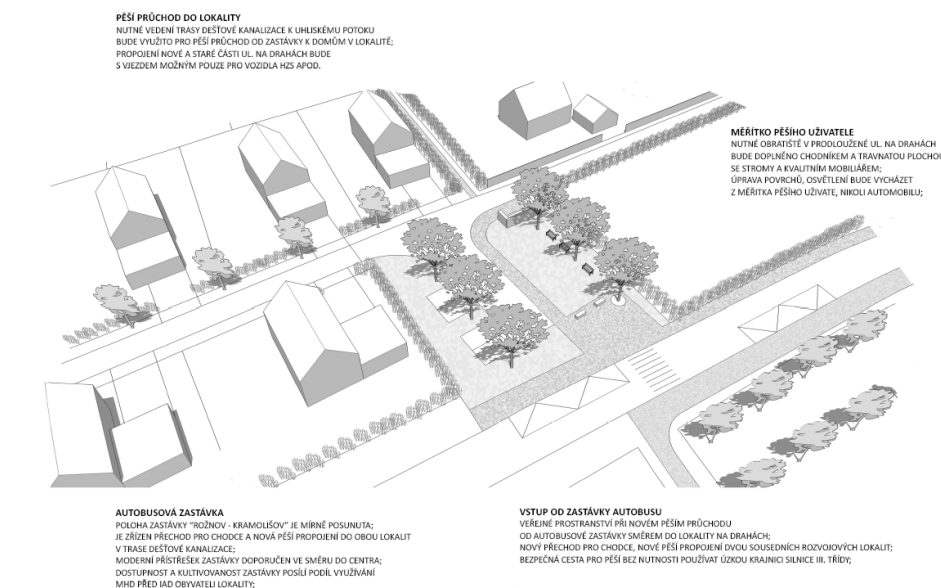 PĚŠÍ PRŮCHOD DO LOKALITY
NUTNÉ VEDENÍ TRASY DEŠŤOVÉ KANALIZACE K UHLISKÉMU POTOKU
BUDE VYUŽITO PRO PĚŠÍ PRŮCHOD OD ZASTÁVKY K DOMŮM V LOKALITĚ;
PROPOJENÍ NOVÉ A STARÉ ČÁSTI UL. NA DRAHÁCH BUDE
S VJEZDEM MOŽNÝM POUZE PRO VOZIDLA HZS APOD.
MĚŘÍTKO PĚŠÍHO UŽIVATELE
NUTNÉ OBRATIŠTĚ V PRODLOUŽENÉ UL. NA DRAHÁCH
BUDE DOPLNĚNO CHODNÍKEM A TRAVNATOU PLOCHOU
SE STROMY A KVALITNÍM MOBILIÁŘEM;
ÚPRAVA POVRCHŮ, OSVĚTLENÍ BUDE VYCHÁZET
Z MĚŘITKA PĚŠÍHO UŽIVATE, NIKOLI AUTOMOBILU;
AUTOBUSOVÁ ZASTÁVKA
POLOHA ZASTÁVKY "ROŽNOV - KRAMOLIŠOV" JE MÍRNĚ POSUNUTA;
JE ZŘÍZEN PŘECHOD PRO CHODCE A NOVÁ PĚŠÍ PROPOJENÍ DO OBOU LOKALIT
V TRASE DEŠŤOVÉ KANALIZACE;
MODERNÍ PŘÍSTŘEŠEK ZASTÁVKY DOPORUČEN VE SMĚRU DO CENTRA;
DOSTUPNOST A KULTIVOVANOST ZASTÁVKY POSÍLÍ PODÍL VYUŽÍVÁNÍ
MHD PŘED IAD OBYVATELI LOKALITY;
VSTUP OD ZASTÁVKY AUTOBUSU
VEŘEJNÉ PROSTRANSTVÍ PŘI NOVÉM PĚŠÍM PRŮCHODU
OD AUTOBUSOVÉ ZASTÁVKY SMĚREM DO LOKALITY NA DRAHÁCH;
NOVÝ PŘECHOD PRO CHODCE, NOVÉ PĚŠÍ PROPOJENÍ DVOU SOUSEDNÍCH ROZVOJOVÝCH LOKALIT;
BEZPEČNÁ CESTA PRO PĚŠÍ BEZ NUTNOSTI POUŽÍVAT ÚZKOU KRAJNICI SILNICE III. TŘÍDY;